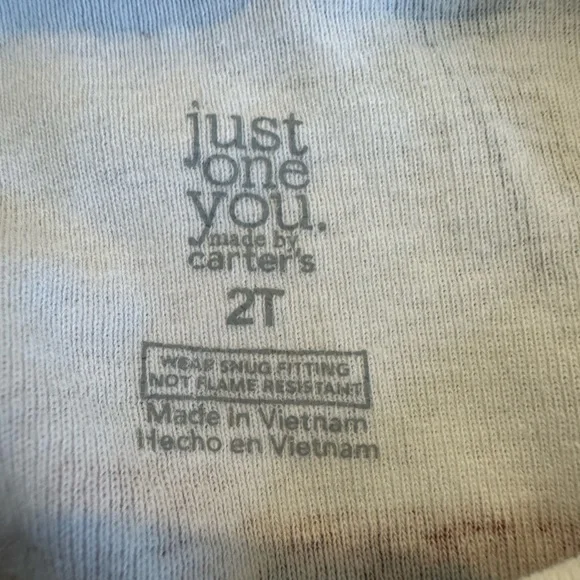 just
one
you.
made by
carter's
2T
WEAR SNUG FITTING
NOT FLAME RESISTANT
Made In Vietnam
Hecho en Vietnam